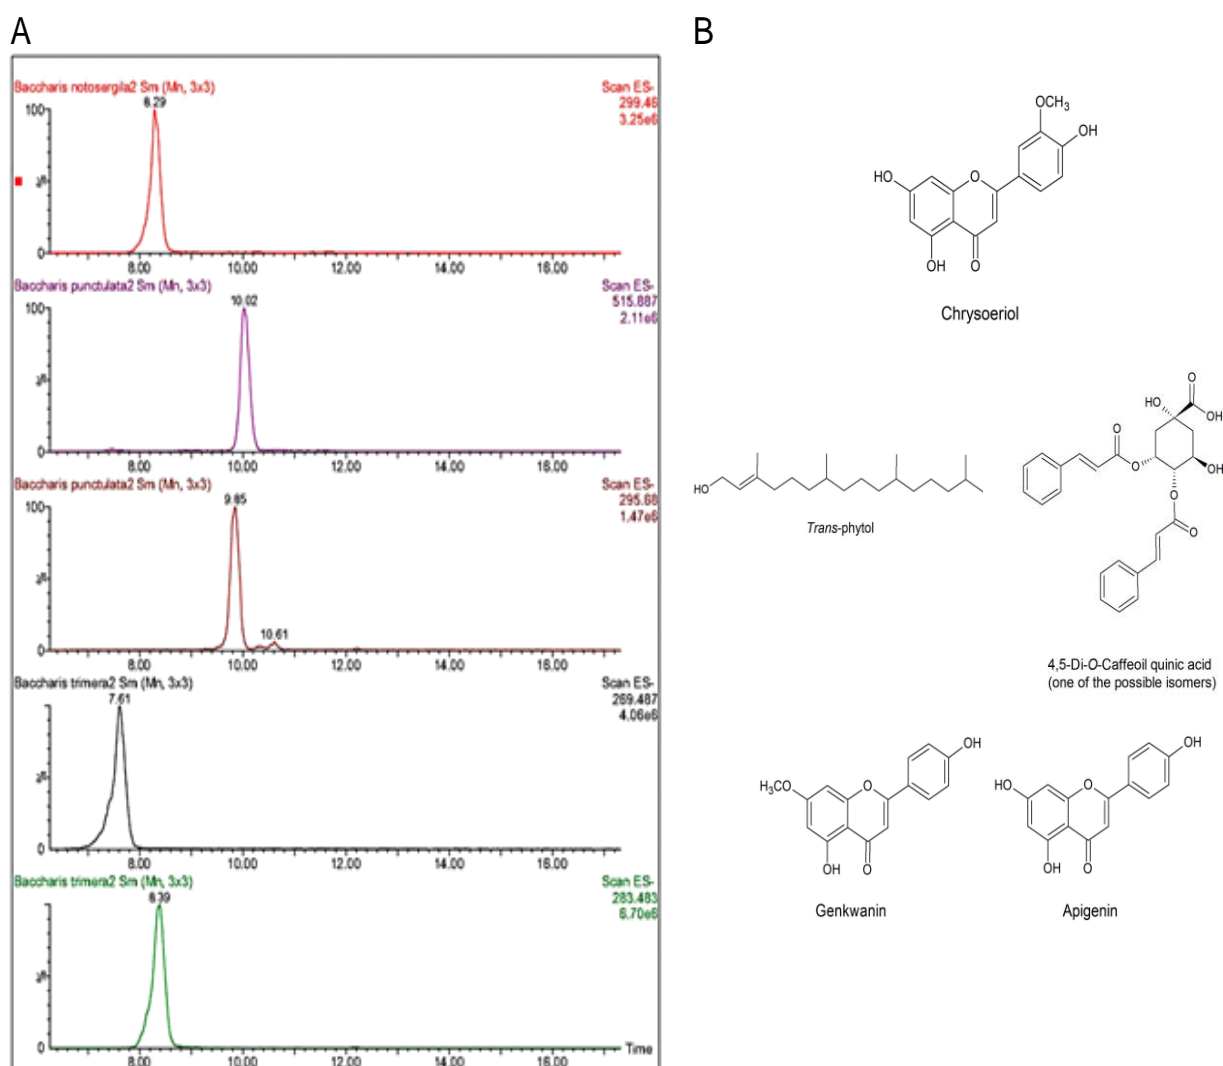 A
B
Baccharis notosergila2 Sm (Mn, 3x3)
Scan ES-
299.46
3.25e6
8.29
100
%
0
8.00 10.00 12.00 14.00 16.00
Baccharis punctulata2 Sm (Mn, 3x3)
Scan ES-
515.887
2.11e6
10.02
100
%
0
8.00 10.00 12.00 14.00 16.00
Baccharis punctulata2 Sm (Mn, 3x3)
Scan ES-
295.68
1.47e6
9.85
10.61
100
%
0
8.00 10.00 12.00 14.00 16.00
Baccharis trimera2 Sm (Mn, 3x3)
Scan ES-
269.487
4.06e6
7.61
%
0
8.00 10.00 12.00 14.00 16.00
Baccharis trimera2 Sm (Mn, 3x3)
Scan ES-
283.483
6.70e6
8.39
%
0
Time
8.00 10.00 12.00 14.00 16.00
OCH3
OH
HO
O
OH
O
Chrysoeriol
HO
Trans-phytol
O
HO
OH
O
O
OH
O
O
4,5-Di-O-Caffeoil quinic acid
(one of the possible isomers)
OH
H3CO
O
OH
O
Genkwanin
OH
HO
O
OH
O
Apigenin